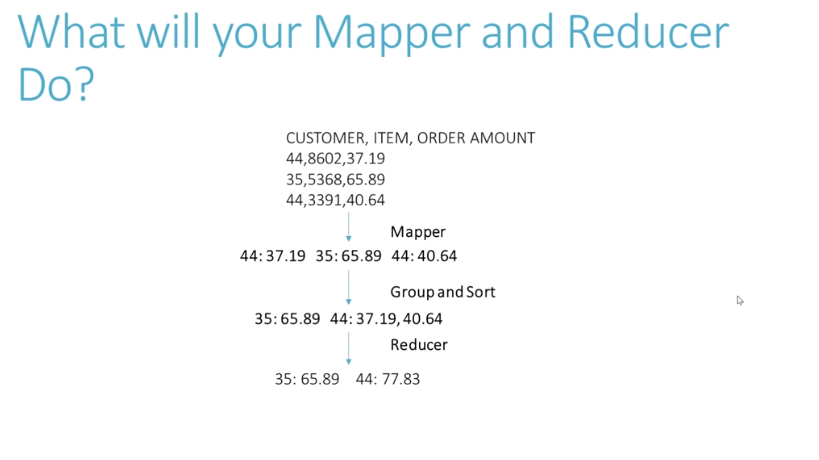 What will your Mapper and Reducer
Do?
CUSTOMER, ITEM, ORDER AMOUNT
44,8602,37.19
35,5368,65.89
44,3391,40.64
Mapper
44: 37.19 35: 65.89 44: 40.64
Group and Sort
35: 65.89 44: 37.19, 40.64
Reducer
35: 65.89 44: 77.83